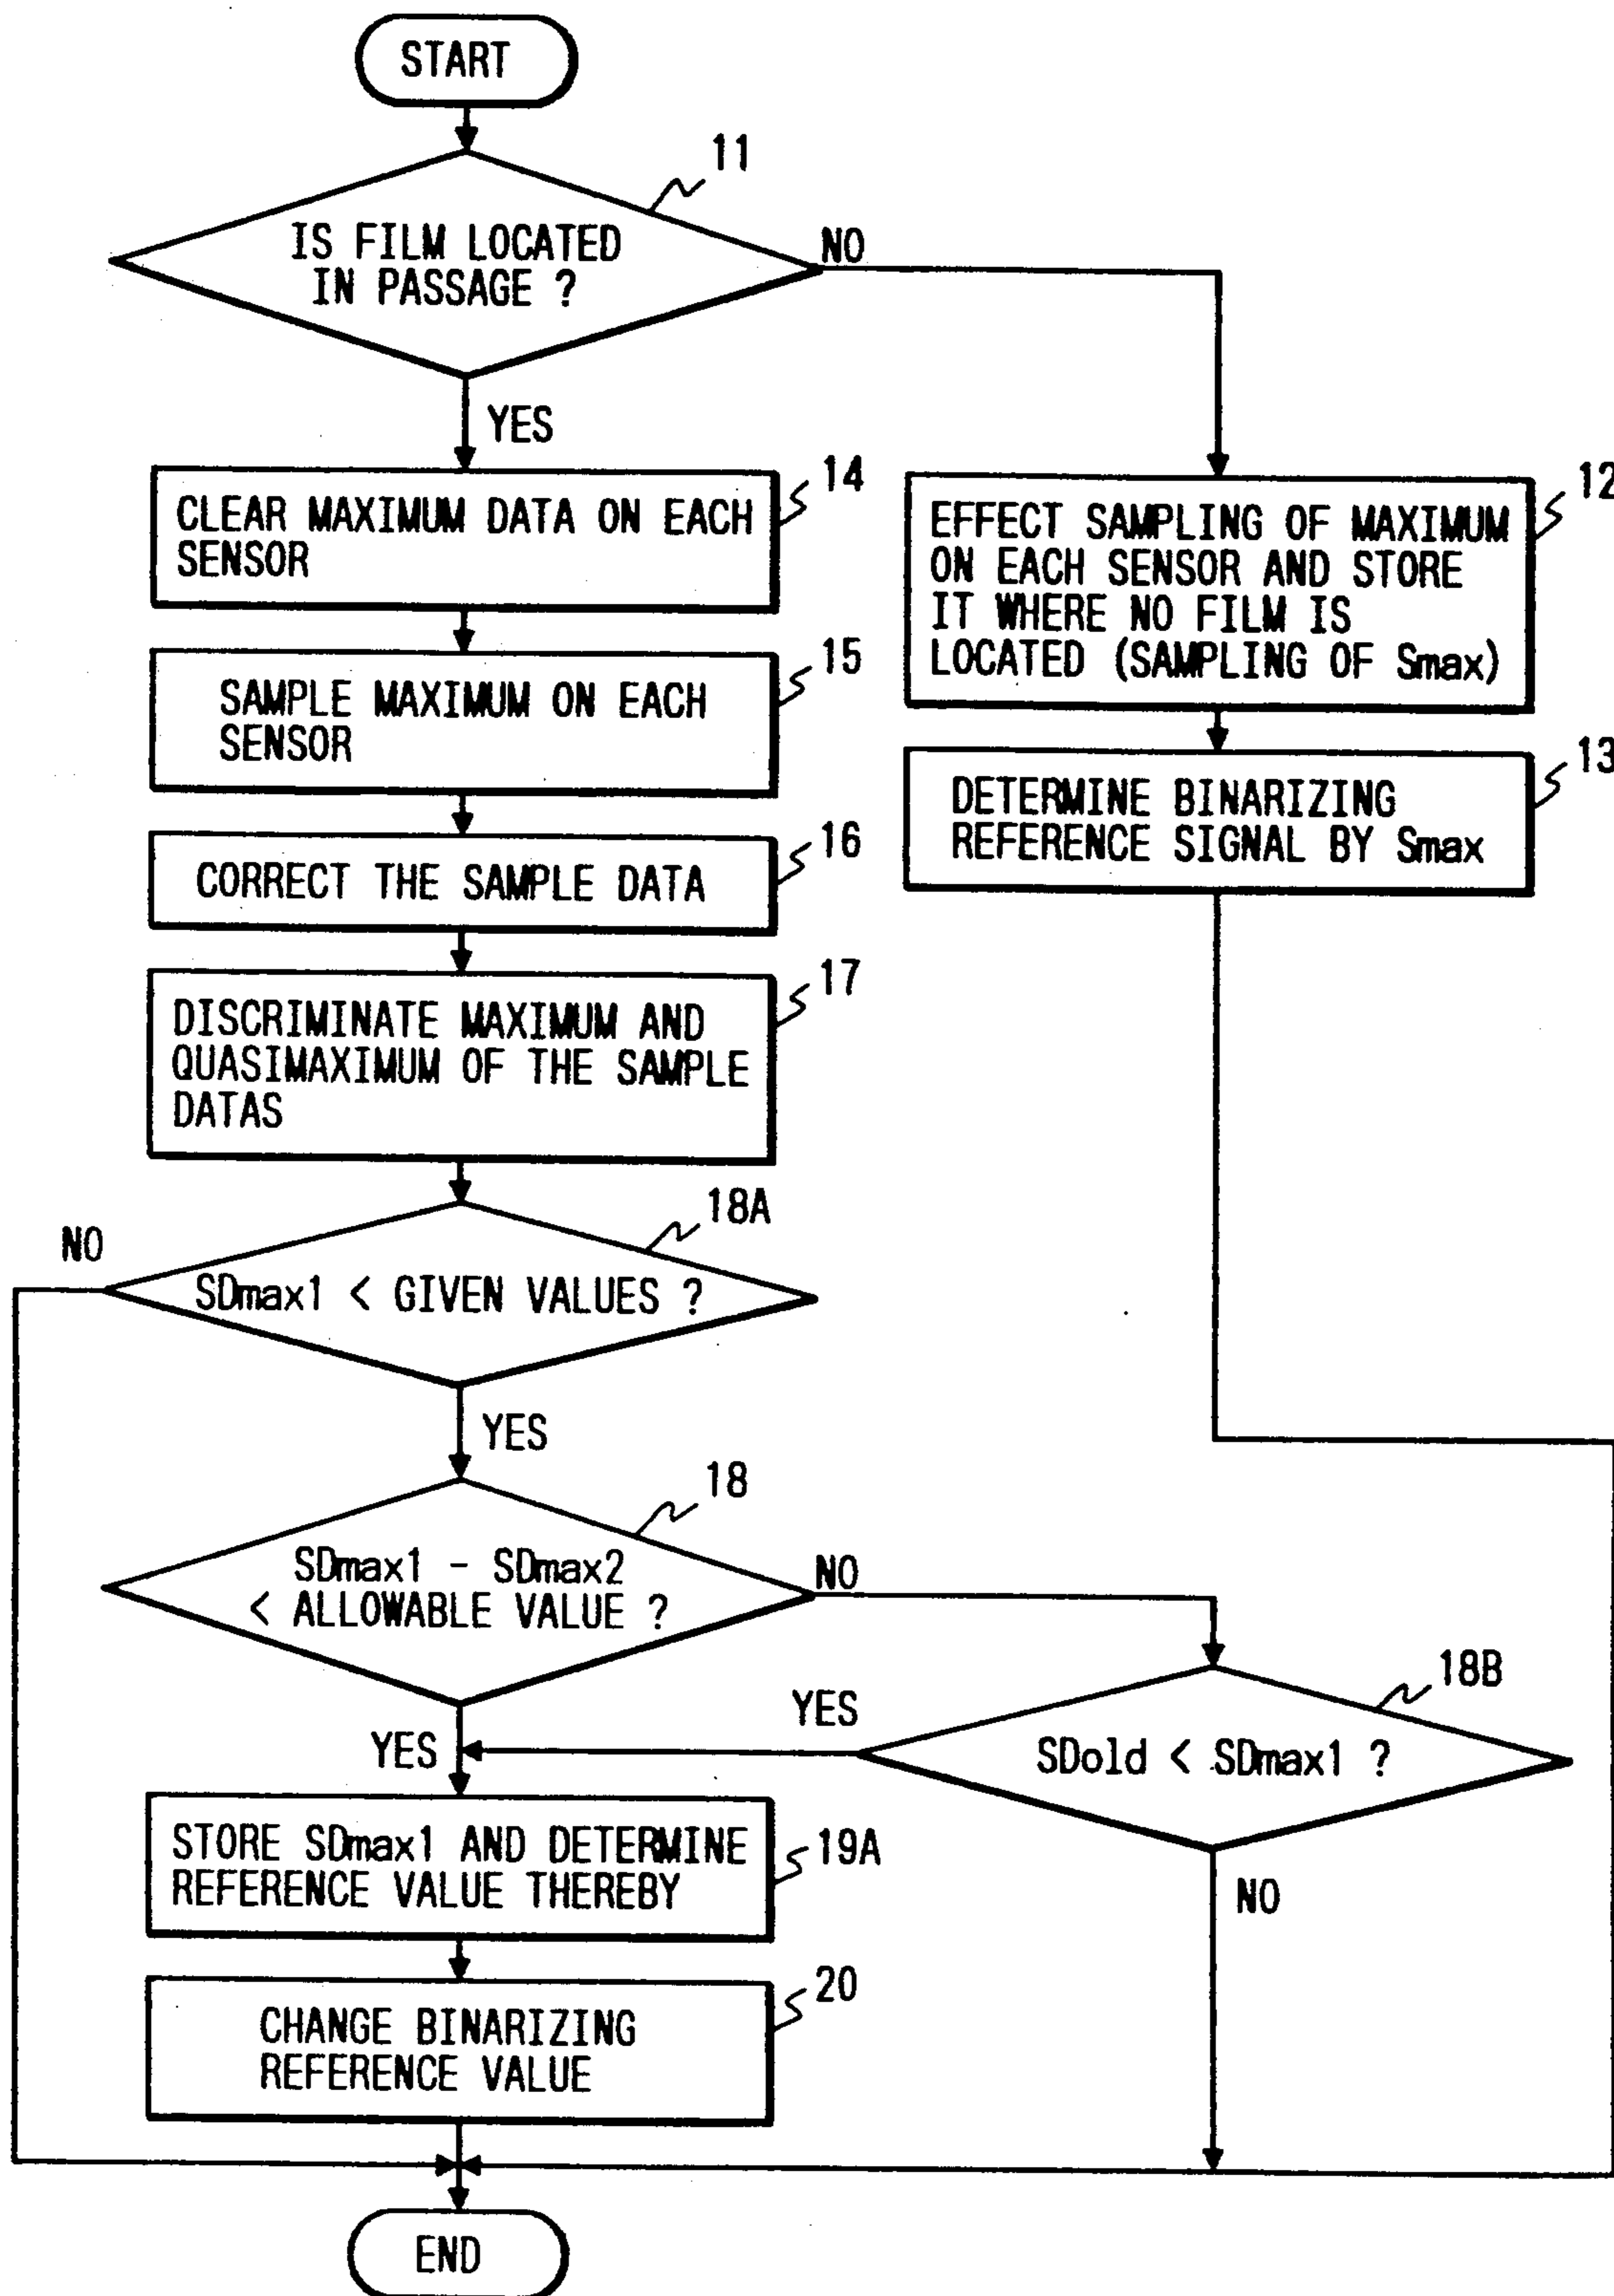 START
11
IS FILM LOCATED
IN PASSAGE ?
NO
YES
14
CLEAR MAXIMUM DATA ON EACH
SENSOR
12
EFFECT SAMPLING OF MAXIMUM
ON EACH SENSOR AND STORE
IT WHERE NO FILM IS
LOCATED (SAMPLING OF Smax)
15
SAMPLE MAXIMUM ON EACH
SENSOR
13
DETERMINE BINARIZING
REFERENCE SIGNAL BY Smax
16
CORRECT THE SAMPLE DATA
17
DISCRIMINATE MAXIMUM AND
QUASIMAXIMUM OF THE SAMPLE
DATAS
18A
NO
SDmax1 < GIVEN VALUES ?
YES
18
SDmax1 - SDmax2
< ALLOWABLE VALUE ?
NO
18B
YES
YES
SDold < SDmax1 ?
NO
19A
STORE SDmax1 AND DETERMINE
REFERENCE VALUE THEREBY
20
CHANGE BINARIZING
REFERENCE VALUE
END